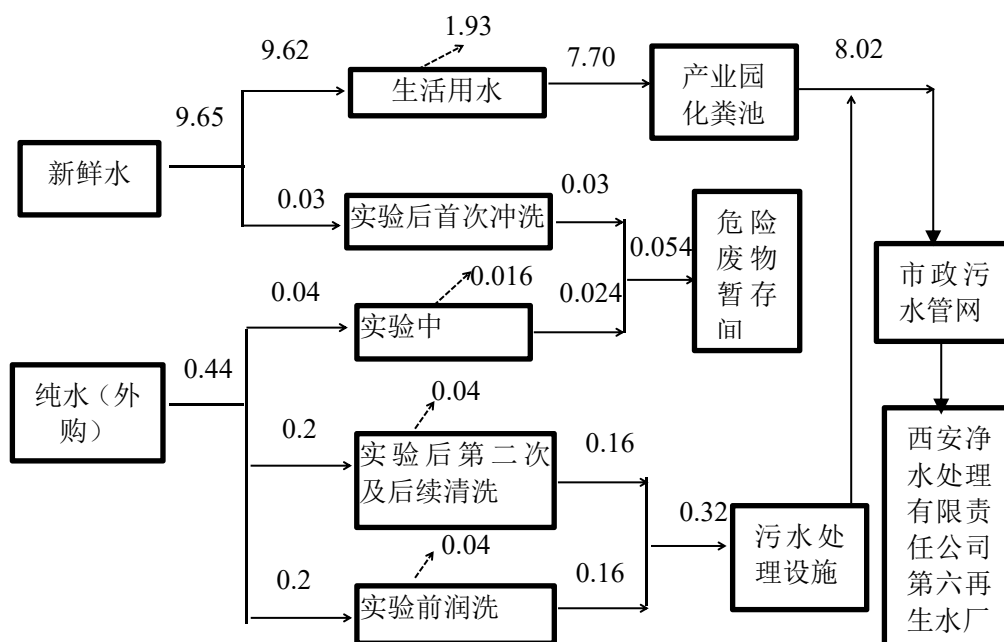 1.93
9.62
7.70
8.02
生活用水
产业园
化粪池
9.65
新鲜水
0.03
实验后首次冲洗
0.03
0.054
危险
废物
暂存
间
0.04
0.016
0.024
实验中
市政污
水管网
纯水（外
购）
0.44
0.04
0.2
实验后第二次
及后续清洗
0.16
0.32
污水处
理设施
西安净
水处理
有限责
任公司
第六再
生水厂
0.04
0.2
实验前润洗
0.16